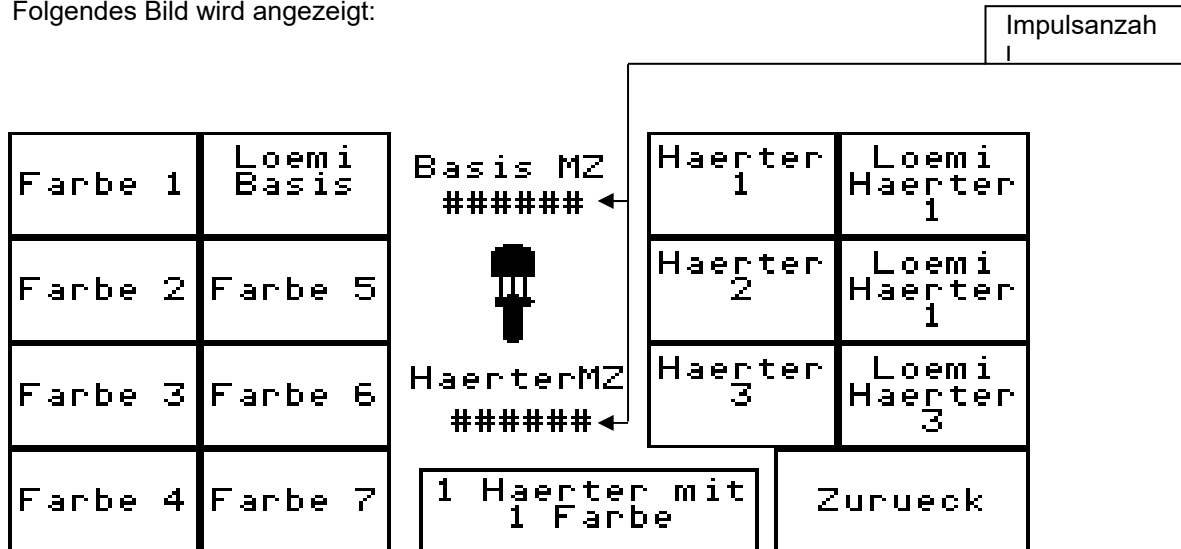 Folgendes Bild wird angezeigt:
Impulsanzah
l
Farbe 1
Loemi
Basis
Basis MZ
######
Haerter
1
Loemi
Haerter
1
Farbe 2
Farbe 5
Haerter
2
Loemi
Haerter
1
Farbe 3
Farbe 6
HaerterMZ
######
Haerter
3
Loemi
Haerter
3
Farbe 4
Farbe 7
1 Haerter mit
1 Farbe
Zurueck